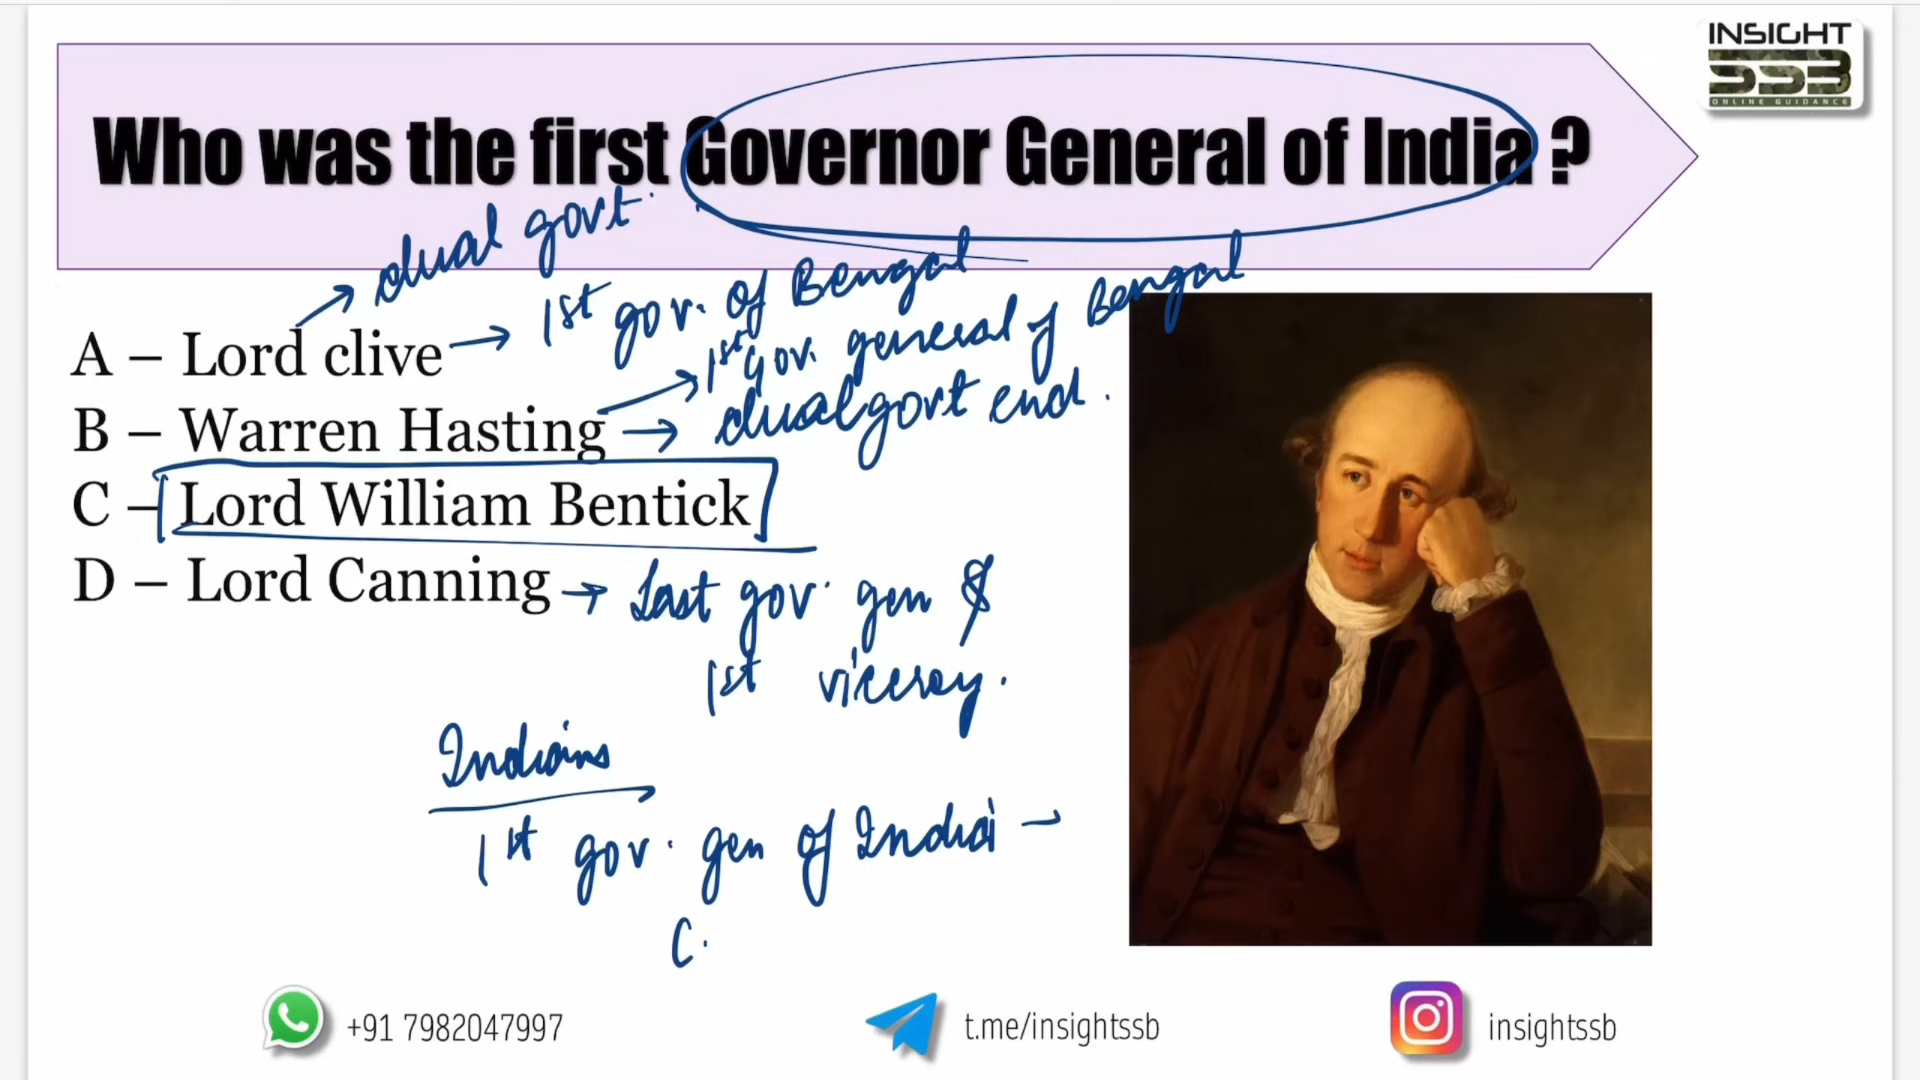 INSIGHT
SSB
ONLINE GUIDANCE
Who was the first Governor General of India ?
dual govt.
A – Lord clive → 1st gov. of Bengal
1st gov. general of Bengal
B – Warren Hasting → dual govt end.
C – Lord William Bentick
D – Lord Canning → Last gov. gen &
1st viceroy.
Indians
1st gov. gen of India –
C.
+91 7982047997
t.me/insightssb
insightssb